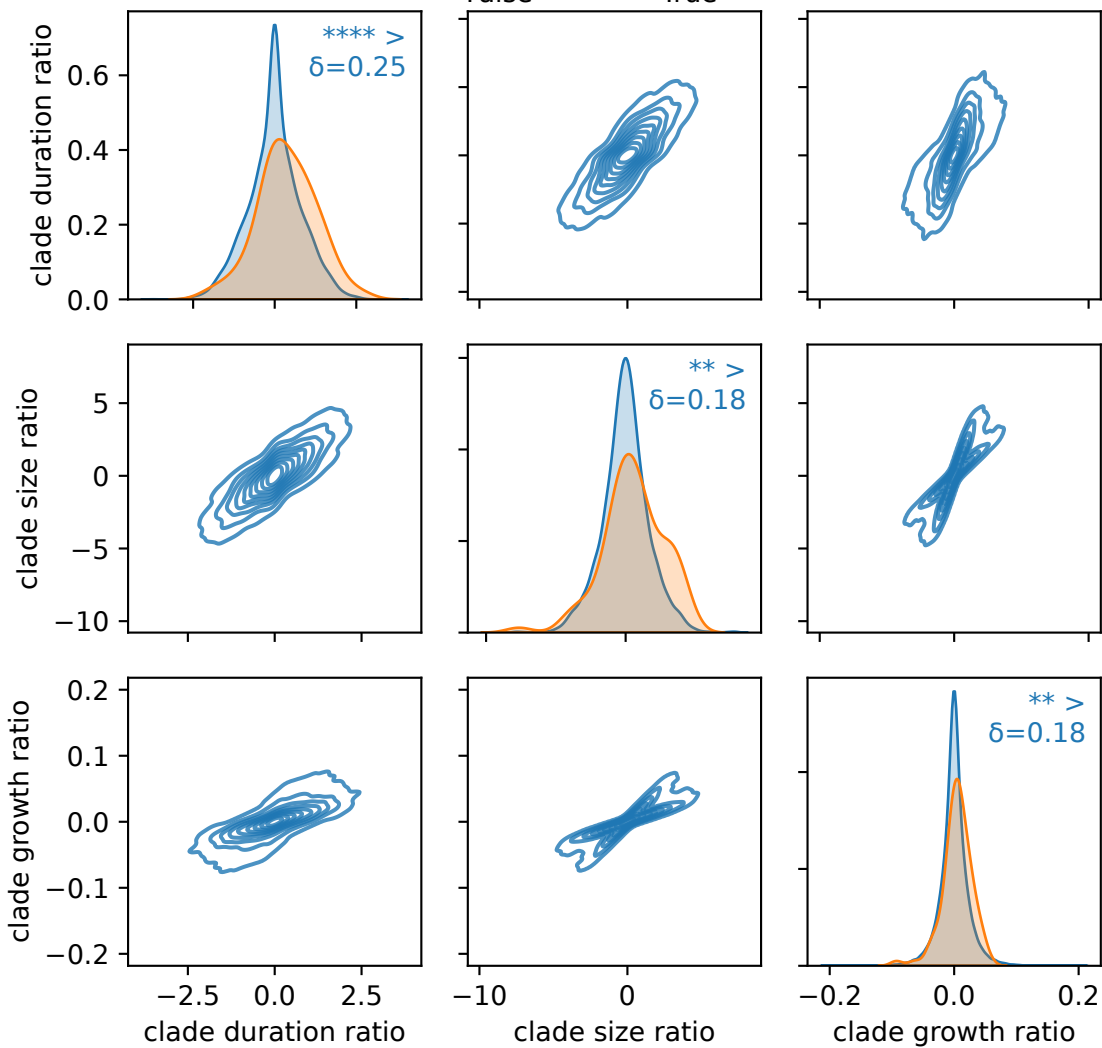 clade duration ratio
0.6
0.4
0.2
0.0
**** >
δ=0.25
clade size ratio
5
0
−5
−10
** >
δ=0.18
clade growth ratio
0.2
0.1
0.0
−0.1
−0.2
** >
δ=0.18
−2.5 0.0 2.5
−10 0
−0.2 0.0 0.2
clade duration ratio
clade size ratio
clade growth ratio